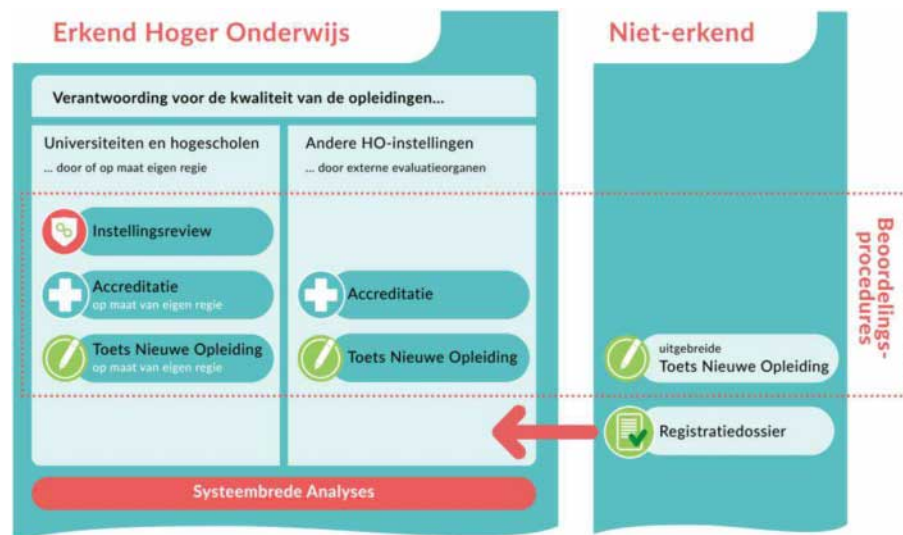 Erkend Hoger Onderwijs
Niet-erkend
Verantwoording voor de kwaliteit van de opleidingen...
Universiteiten en hogescholen
... door of op maat eigen regie
Andere HO-instellingen
... door externe evaluatieorganen
Instellingsreview
Accreditatie
op maat van eigen regie
Toets Nieuwe Opleiding
op maat van eigen regie
Accreditatie
Toets Nieuwe Opleiding
uitgebreide
Toets Nieuwe Opleiding
Registratiedossier
Beoordelings-
procedures
Systeembrede Analyses